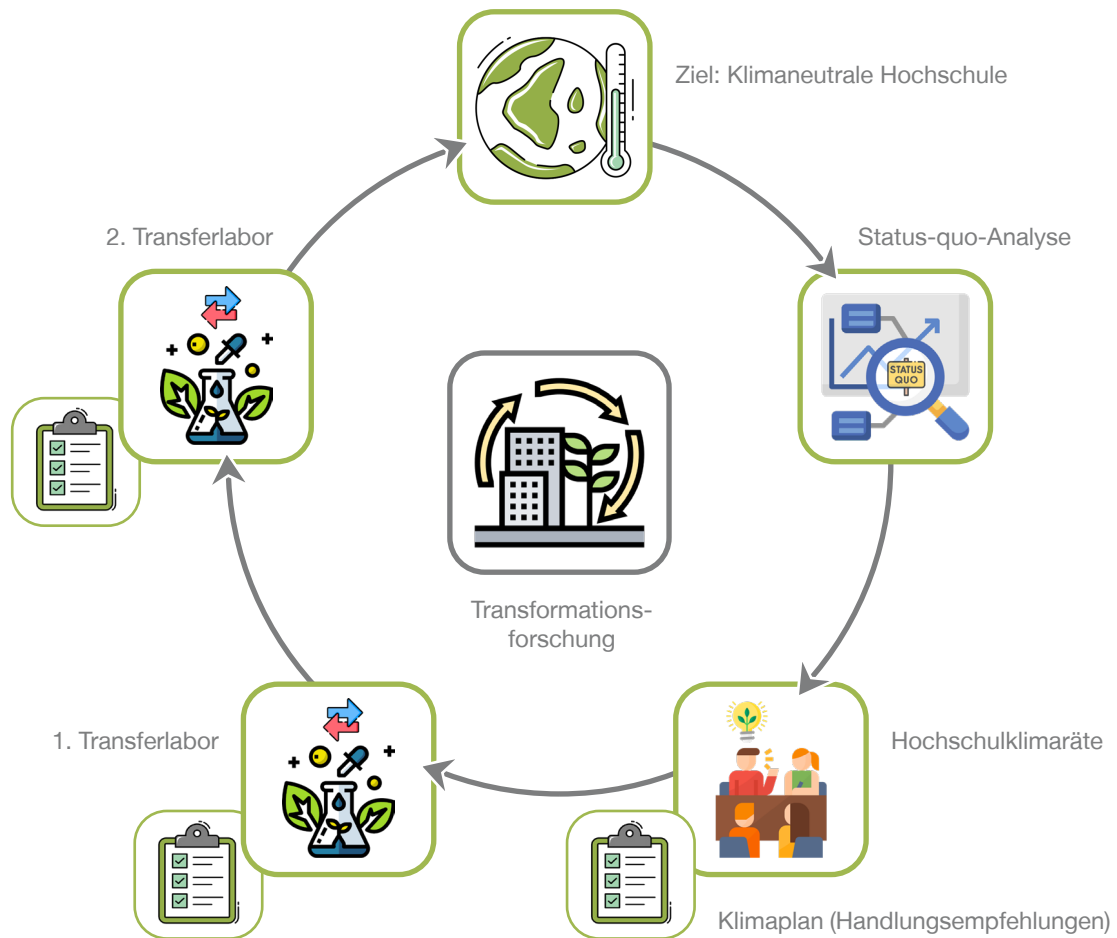 Ziel: Klimaneutrale Hochschule
2. Transferlabor
Status-quo-Analyse
STATUS
QUO
Transformations-
forschung
1. Transferlabor
Hochschulklimaräte
Klimaplan (Handlungsempfehlungen)